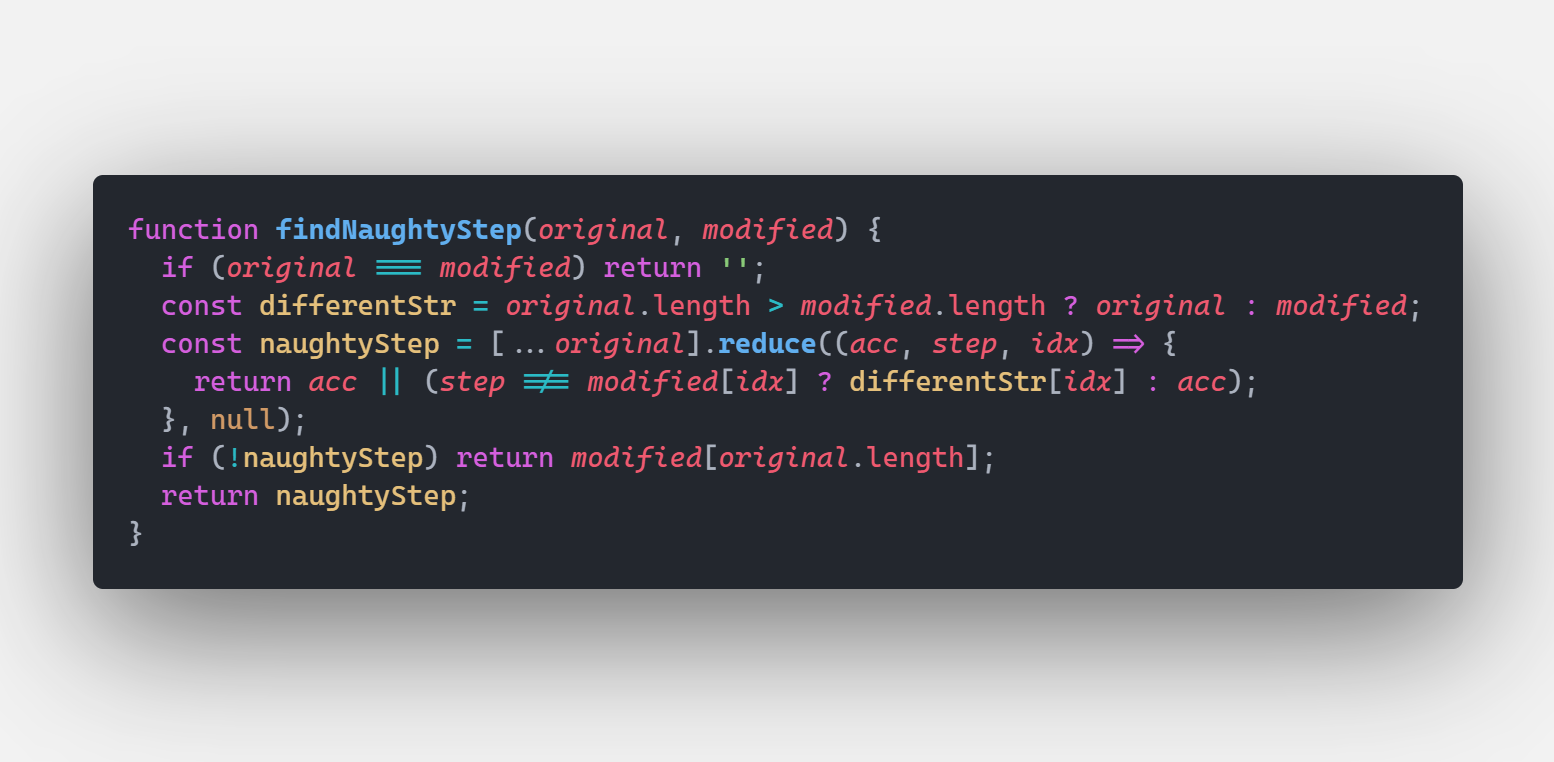 function findNaughtyStep(original, modified) {
  if (original === modified) return '';
  const differentStr = original.length > modified.length ? original : modified;
  const naughtyStep = [...original].reduce((acc, step, idx) => {
    return acc || (step !== modified[idx] ? differentStr[idx] : acc);
  }, null);
  if (!naughtyStep) return modified[original.length];
  return naughtyStep;
}